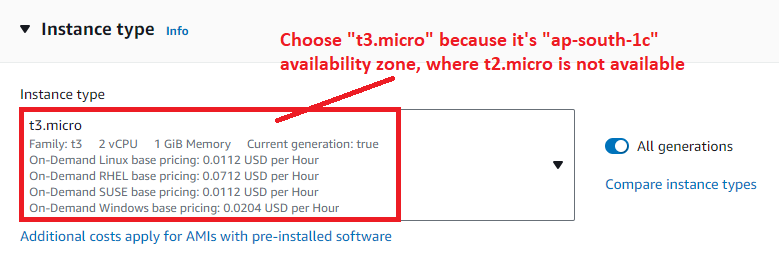 Instance type Info
Choose "t3.micro" because it's "ap-south-1c"
availability zone, where t2.micro is not available
Instance type
t3.micro
Family: t3 2 vCPU 1 GiB Memory Current generation: true
On-Demand Linux base pricing: 0.0112 USD per Hour
On-Demand RHEL base pricing: 0.0712 USD per Hour
On-Demand SUSE base pricing: 0.0112 USD per Hour
On-Demand Windows base pricing: 0.0204 USD per Hour
All generations
Compare instance types
Additional costs apply for AMIs with pre-installed software